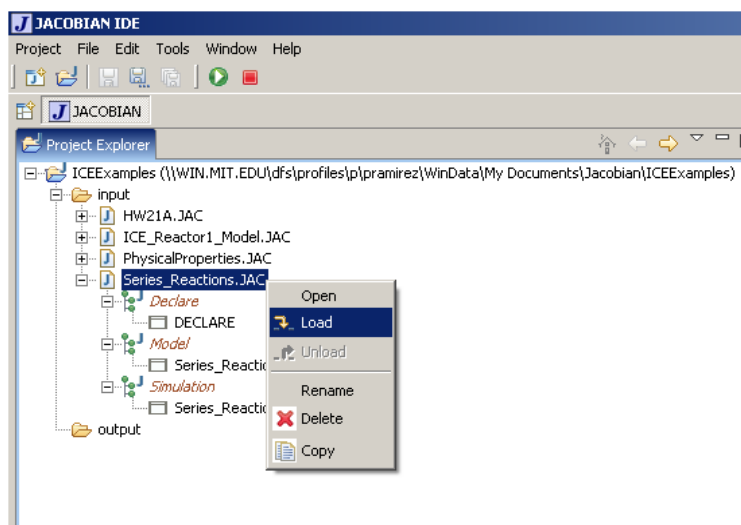 JACOBIAN IDE
Project File Edit Tools Window Help
JACOBIAN
Project Explorer
ICEExamples (\\WIN.MIT.EDU\dfs\profiles\p\pramirez\WinData\My Documents\Jacobian\ICEExamples)
input
HW21A.JAC
ICE_Reactor1_Model.JAC
PhysicalProperties.JAC
Series_Reactions.JAC
Declare
DECLARE
Model
Series_Reactio
Simulation
Series_Reactio
output
Open
Load
Unload
Rename
Delete
Copy